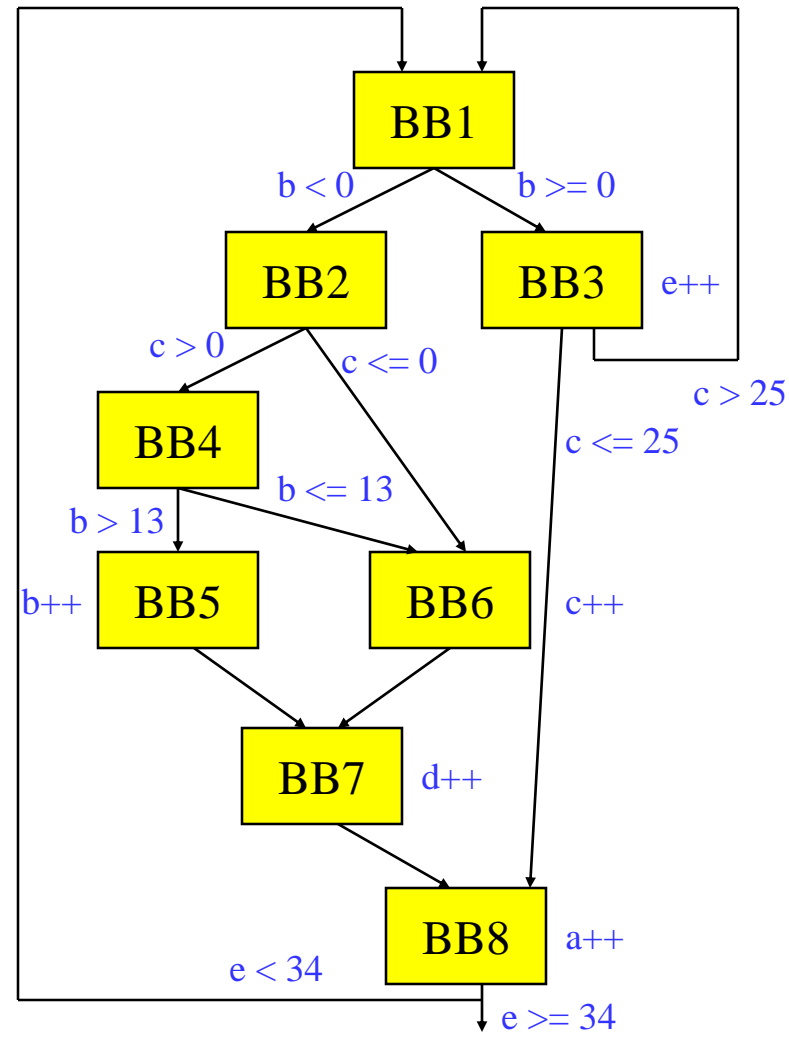 BB1
b < 0
b >= 0
BB2
BB3
e++
c > 0
c <= 0
c > 25
BB4
c <= 25
b <= 13
b > 13
b++
BB5
BB6
c++
BB7
d++
BB8
a++
e < 34
e >= 34